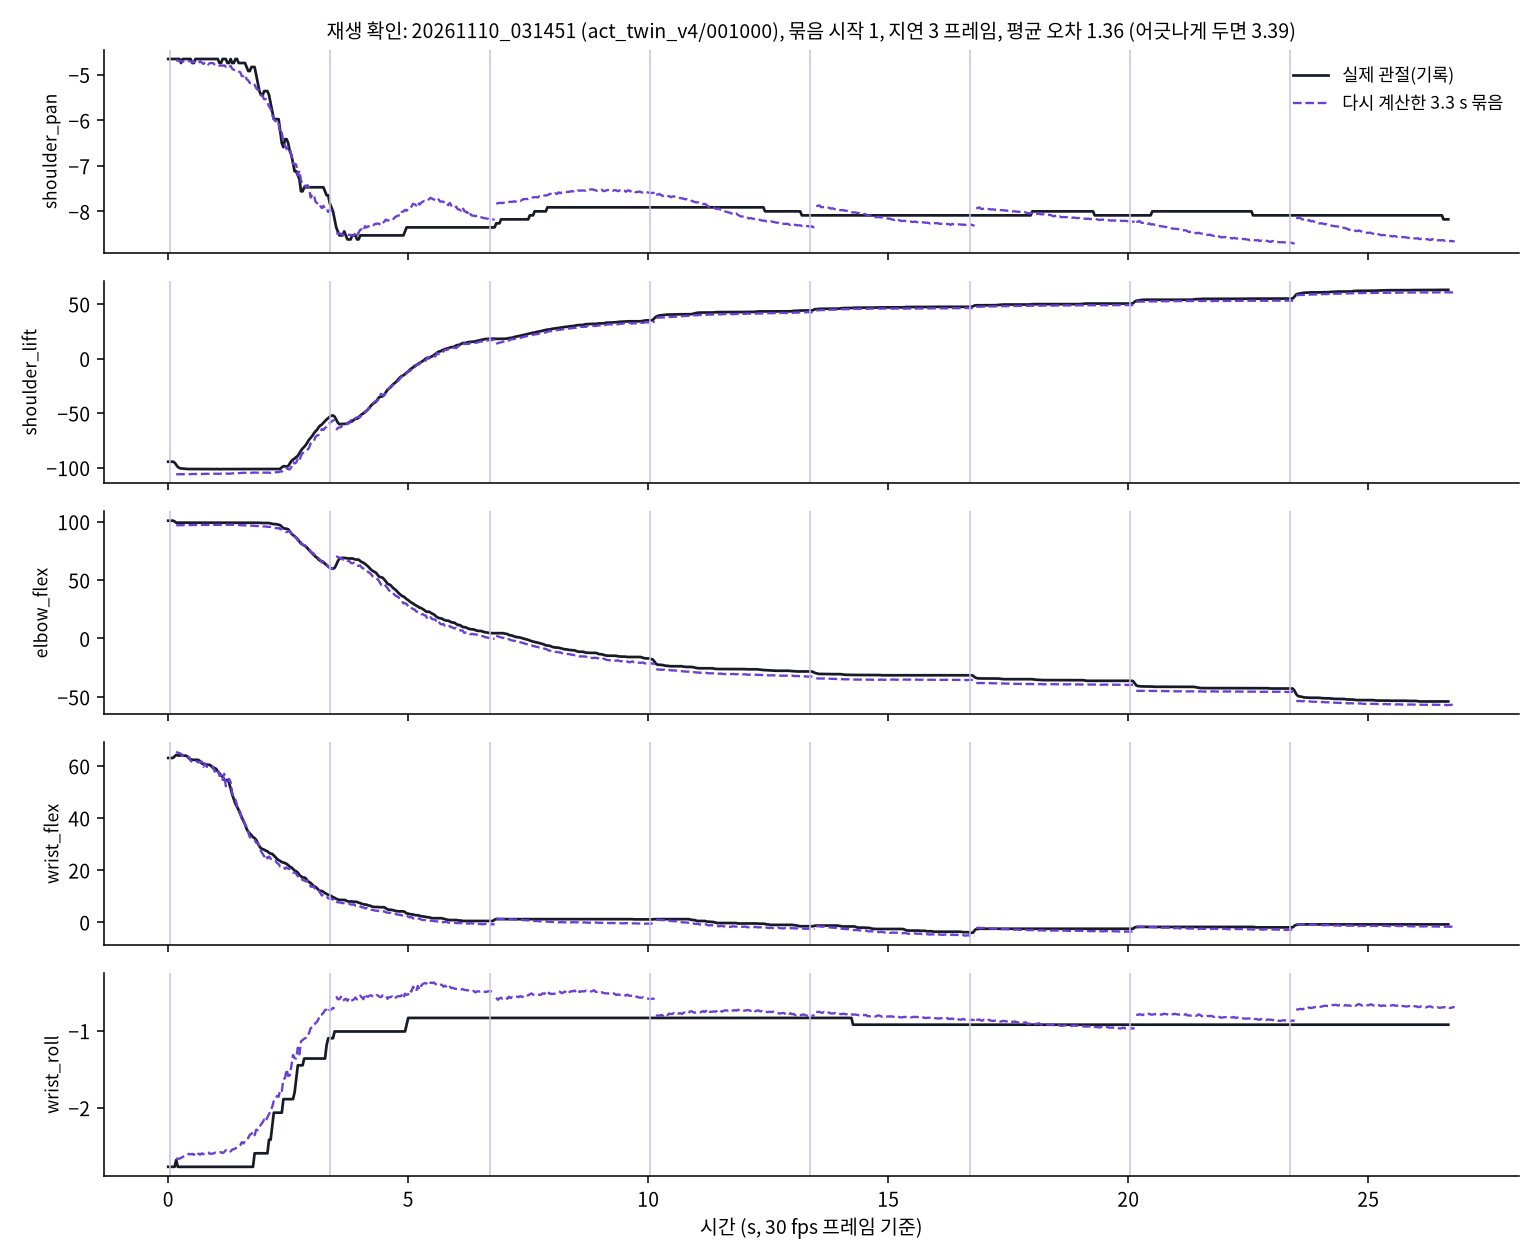 재생 확인: 20261110_031451 (act_twin_v4/001000), 묶음 시작 1, 지연 3 프레임, 평균 오차 1.36 (어긋나게 두면 3.39)
실제 관절(기록)
다시 계산한 3.3 s 묶음
shoulder_pan
−5
−6
−7
−8
shoulder_lift
50
0
−50
−100
elbow_flex
100
50
0
−50
wrist_flex
60
40
20
0
wrist_roll
−1
−2
0
5
10
15
20
25
시간 (s, 30 fps 프레임 기준)